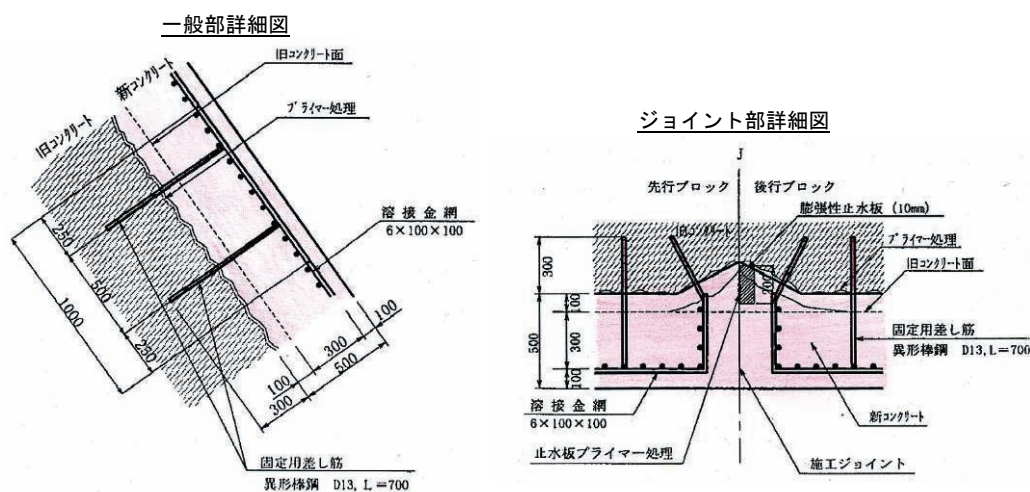 一般部詳細図
旧コンクリート面
新コンクリート
旧コンクリート
プライマー処理
溶接金網
6×100×100
250
500
250
1000
100
300
500
100
300
固定用差し筋
異形棒鋼 D13, L=700
ジョイント部詳細図
J
先行ブロック
後行ブロック
膨張性止水板 (10mm)
旧コンクリート
プライマー処理
旧コンクリート面
300
100
500
300
100
固定用差し筋
異形棒鋼 D13, L=700
溶接金網
6×100×100
新コンクリート
止水板プライマー処理
施工ジョイント